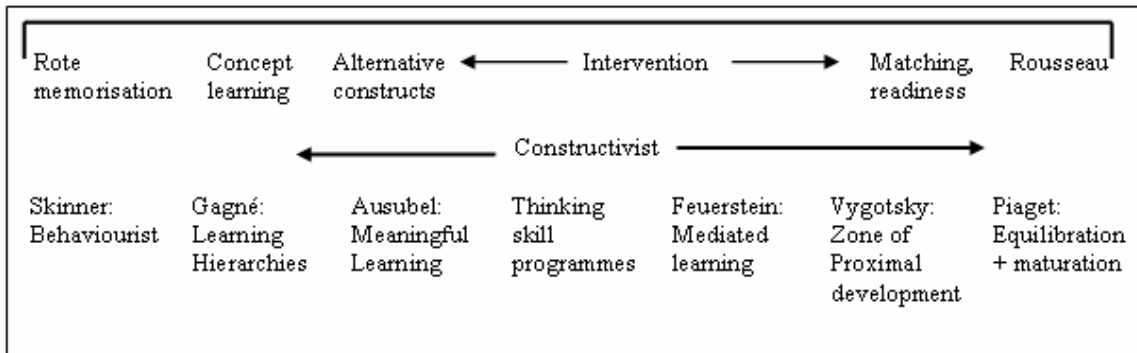 Rote Concept Alternative Intervention Matching, Rousseau
memorisation learning constructs readiness
Constructivist
Skinner: Gagné: Ausubel: Thinking Feuerstein: Vygotsky: Piaget:
Behaviourist Learning Meaningful skill Mediated Zone of Equilibration
Hierarchies Learning programmes learning Proximal + maturation
development